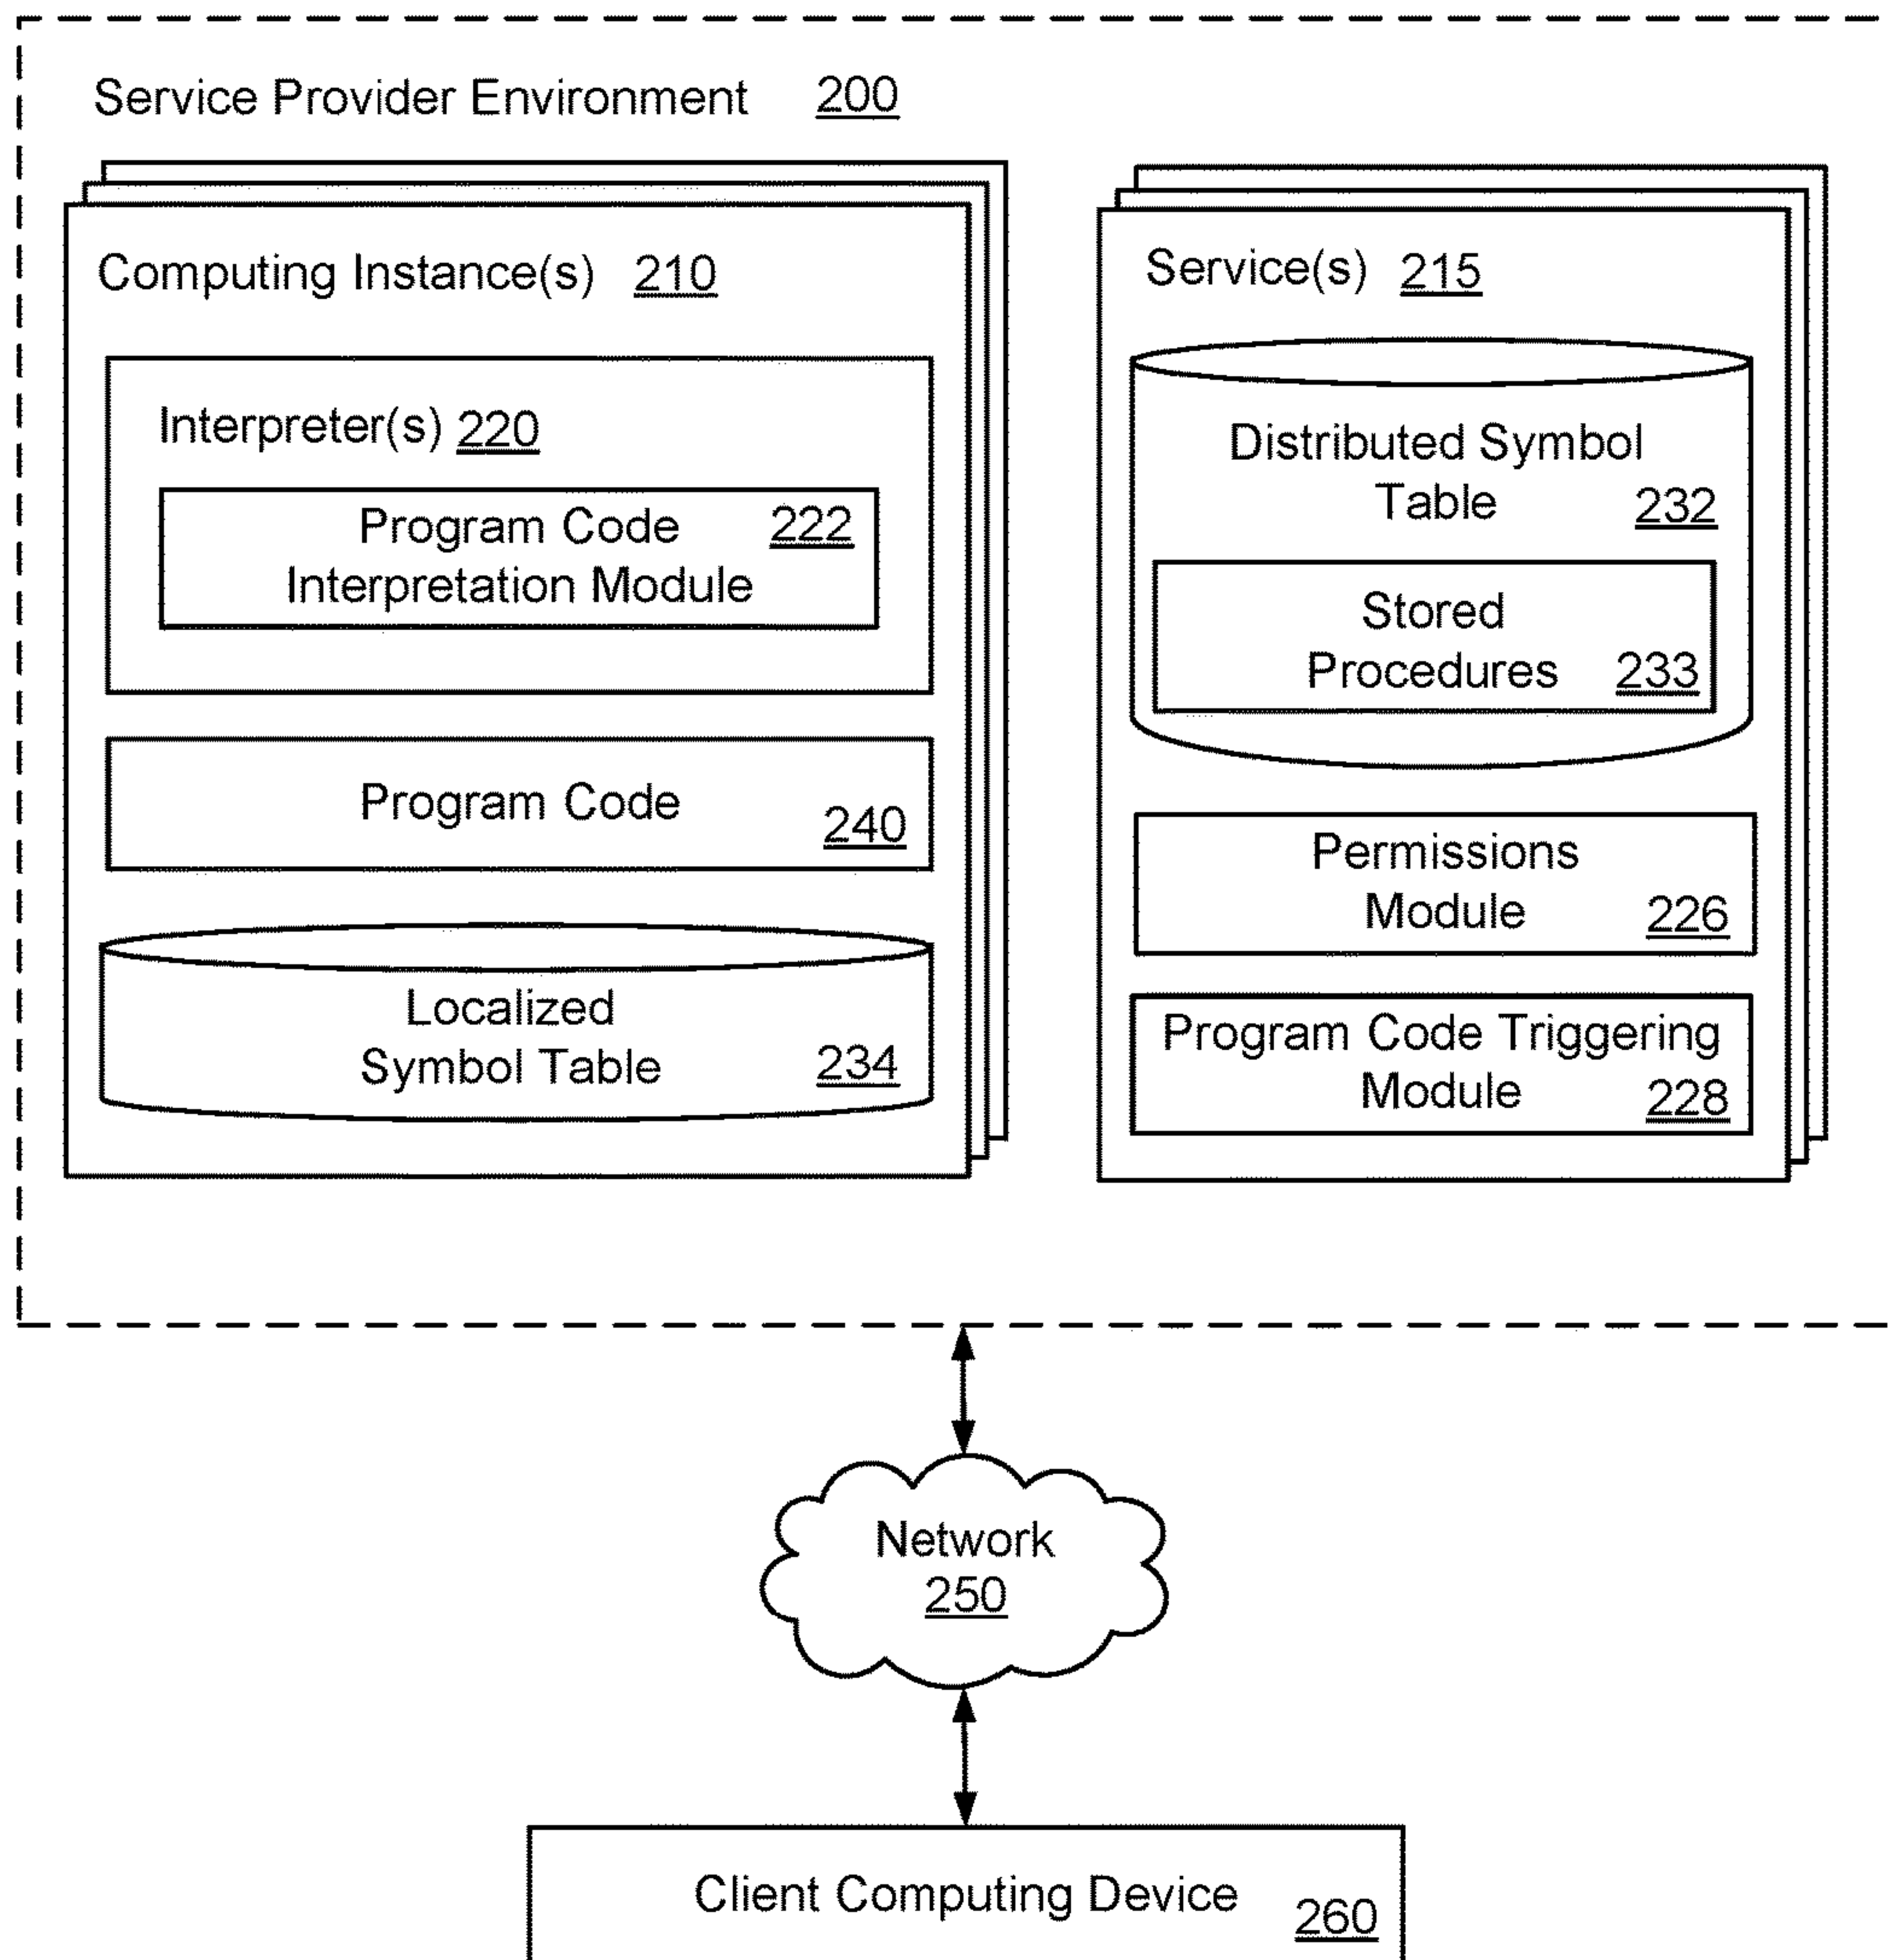 Service Provider Environment 200
Computing Instance(s) 210
Interpreter(s) 220
Program Code 222
Interpretation Module
Program Code
240
Localized
Symbol Table 234
Service(s) 215
Distributed Symbol
Table 232
Stored
Procedures 233
Permissions
Module 226
Program Code Triggering
Module 228
Network
250
Client Computing Device 260